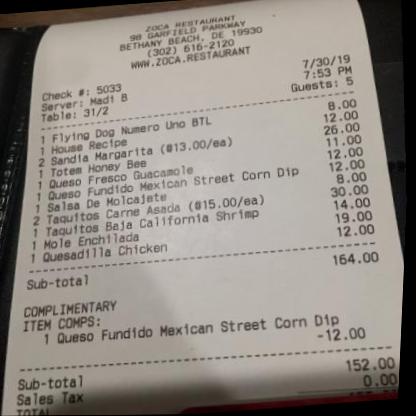 ZOCA RESTAURANT
98 GARFIELD PARKWAY
BETHANY BEACH, DE 19930
(302) 616-2120
WWW.ZOCA.RESTAURANT
Check #: 5033 7/30/19
Server: Madi B 7:53 PM
Table: 31/2 Guests: 5
1 Flying Dog Numero Uno BTL 8.00
1 House Recipe 12.00
2 Sandia Margarita (@13.00/ea) 26.00
1 Totem Honey Bee 11.00
1 Queso Fresco Guacamole 12.00
1 Queso Fundido Mexican Street Corn Dip 12.00
1 Salsa De Molcajete 8.00
2 Taquitos Carne Asada (@15.00/ea) 30.00
1 Taquitos Baja California Shrimp 14.00
1 Mole Enchilada 19.00
1 Quesadilla Chicken 12.00
Sub-total 164.00
COMPLIMENTARY
ITEM COMPS:
1 Queso Fundido Mexican Street Corn Dip
-12.00
Sub-total 152.00
Sales Tax 0.00
TOTAL